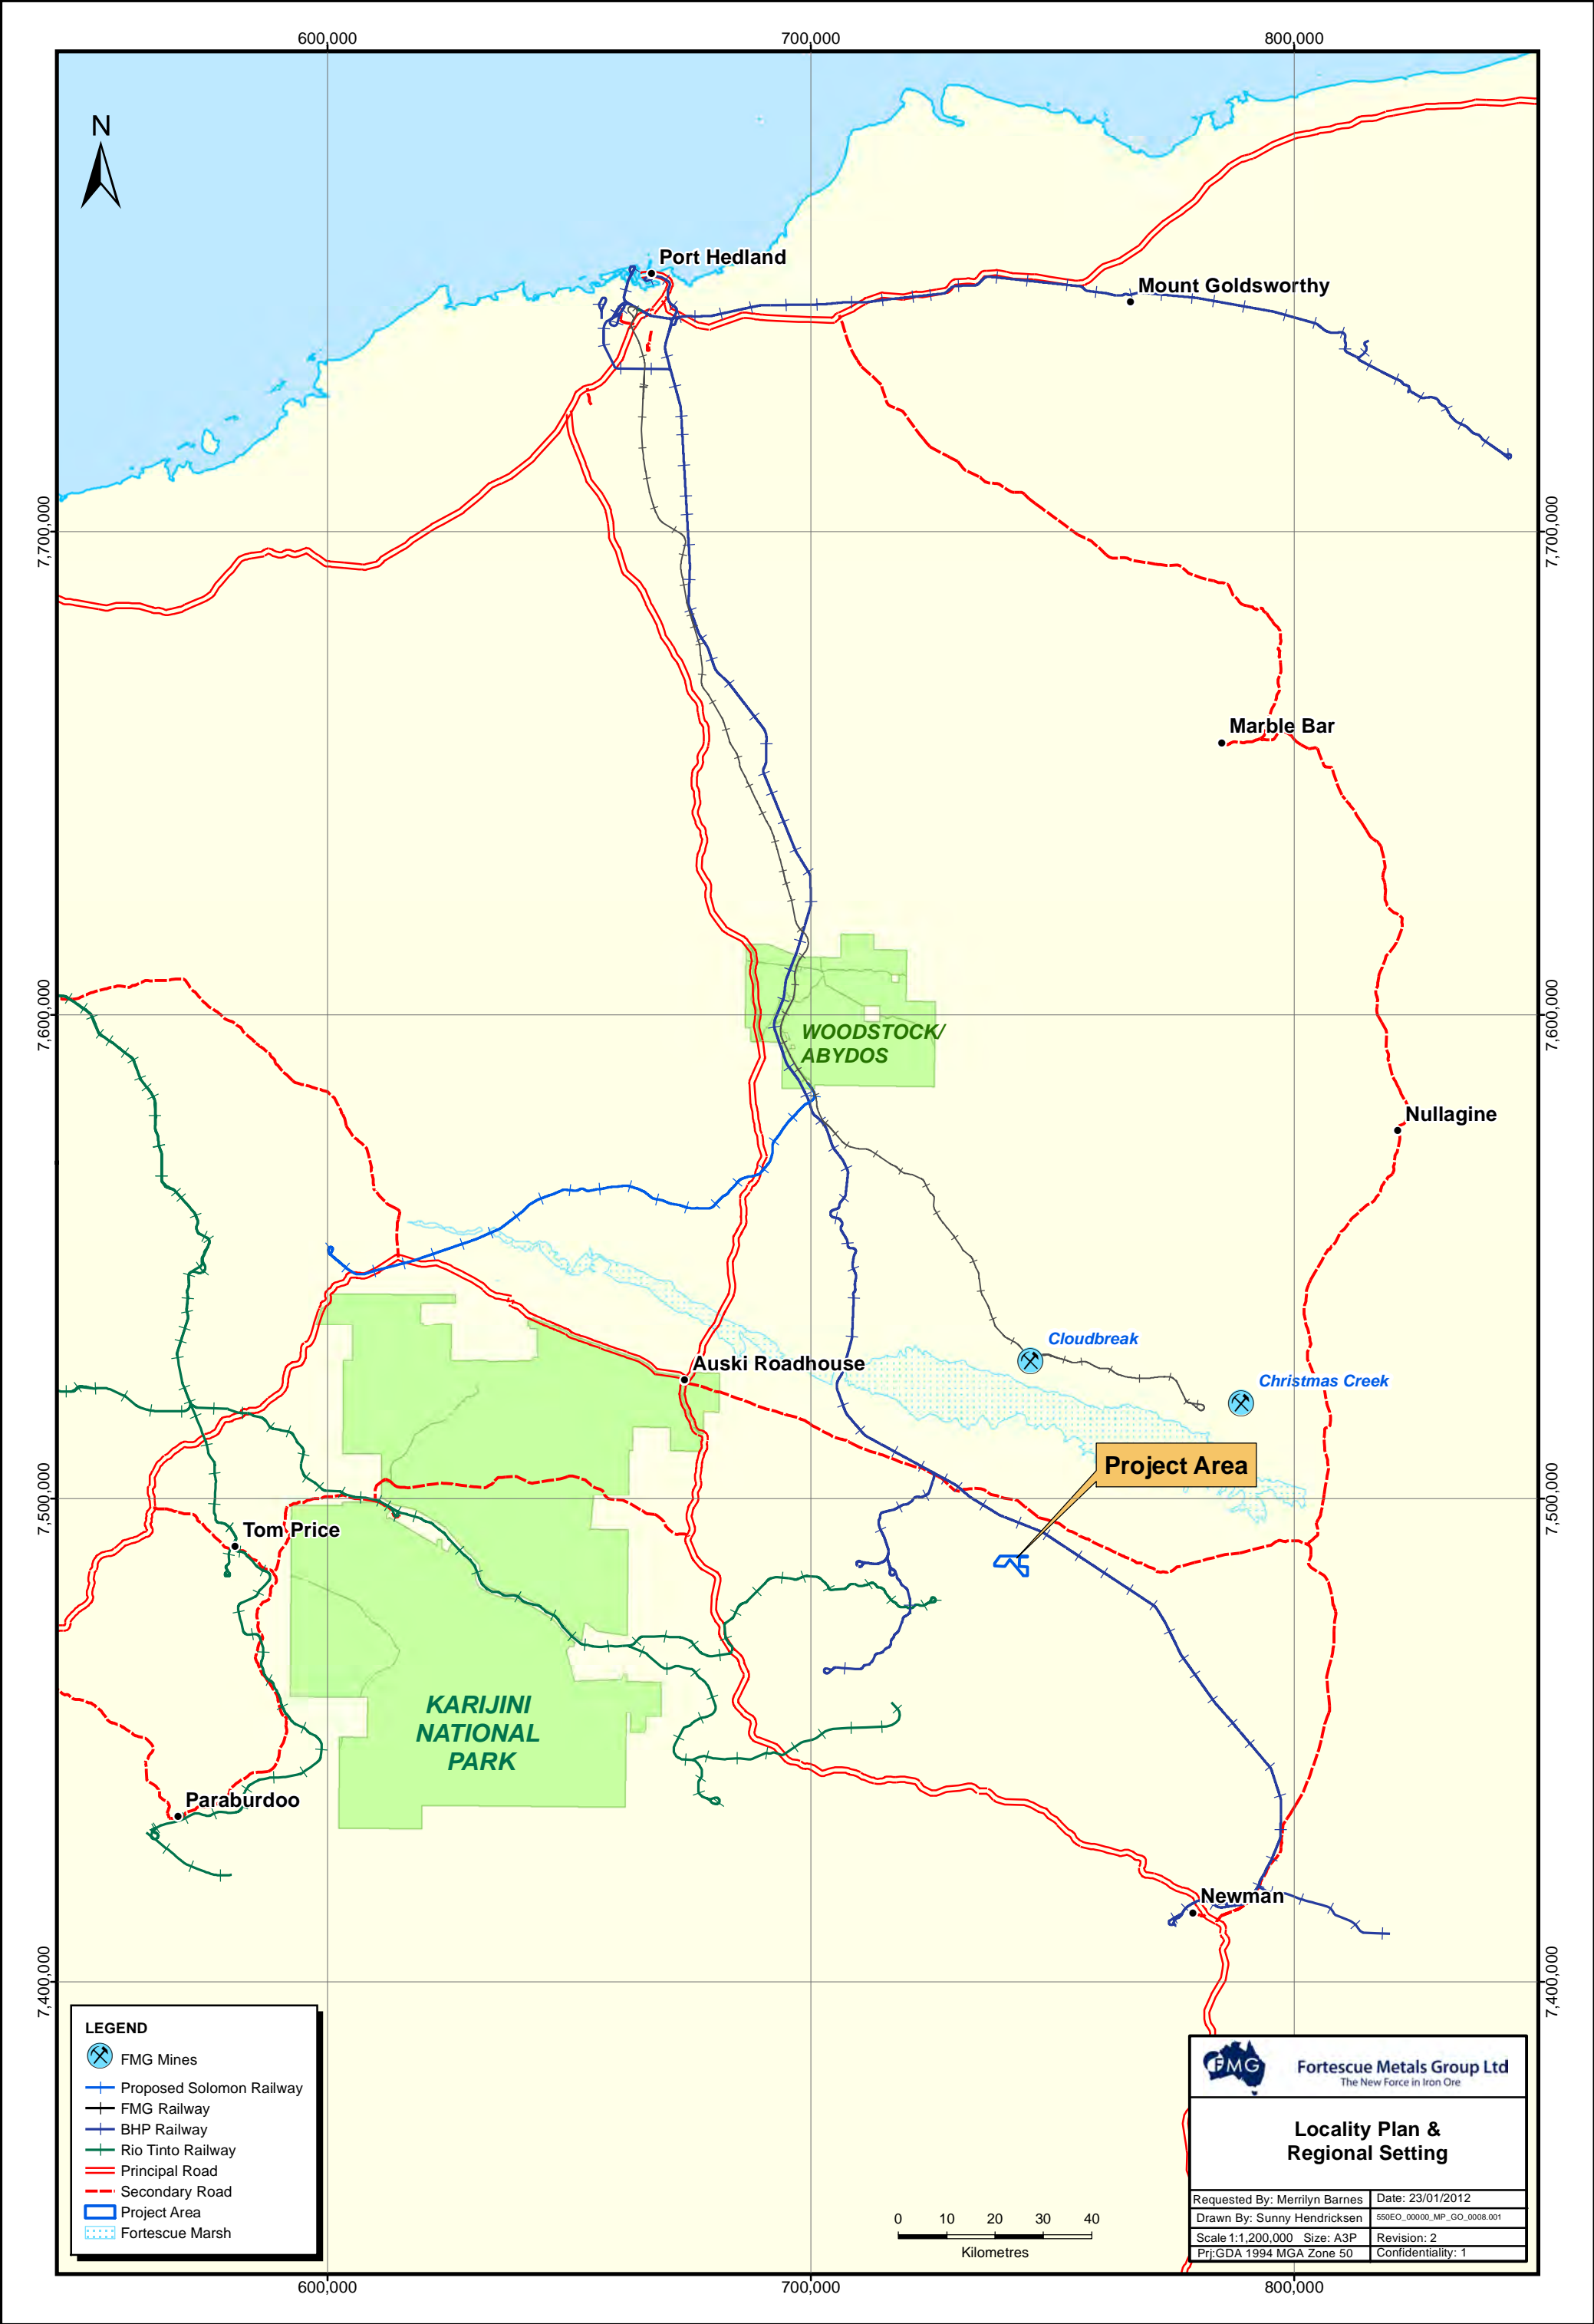 600,000
700,000
800,000
N
Port Hedland
Mount Goldsworthy
7,700,000
7,700,000
Marble Bar
7,600,000
7,600,000
WOODSTOCK/
ABYDOS
Nullagine
Cloudbreak
Auski Roadhouse
Christmas Creek
Project Area
7,500,000
7,500,000
Tom Price
KARIJINI
NATIONAL
PARK
Paraburdoo
Newman
7,400,000
7,400,000
LEGEND
FMG Mines
Proposed Solomon Railway
FMG Railway
BHP Railway
Rio Tinto Railway
Principal Road
Secondary Road
Project Area
Fortescue Marsh
0 10 20 30 40
Kilometres
FMG
Fortescue Metals Group Ltd
The New Force in Iron Ore
Locality Plan &
Regional Setting
Requested By: Merrilyn Barnes
Date: 23/01/2012
Drawn By: Sunny Hendricksen
550EO_00000_MP_GO_0008.001
Scale 1:1,200,000 Size: A3P
Revision: 2
Prj:GDA 1994 MGA Zone 50
Confidentiality: 1
600,000
700,000
800,000